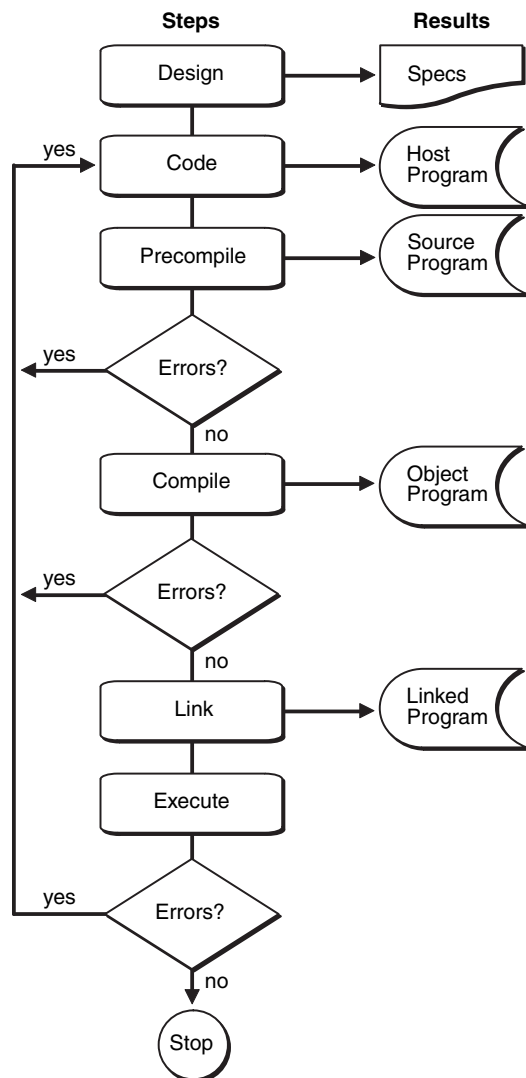 Steps Results
Design Specs
yes
Code Host
Program
Precompile Source
Program
yes Errors?
no
Compile Object
Program
yes Errors?
no
Link Linked
Program
Execute
yes Errors?
no
Stop